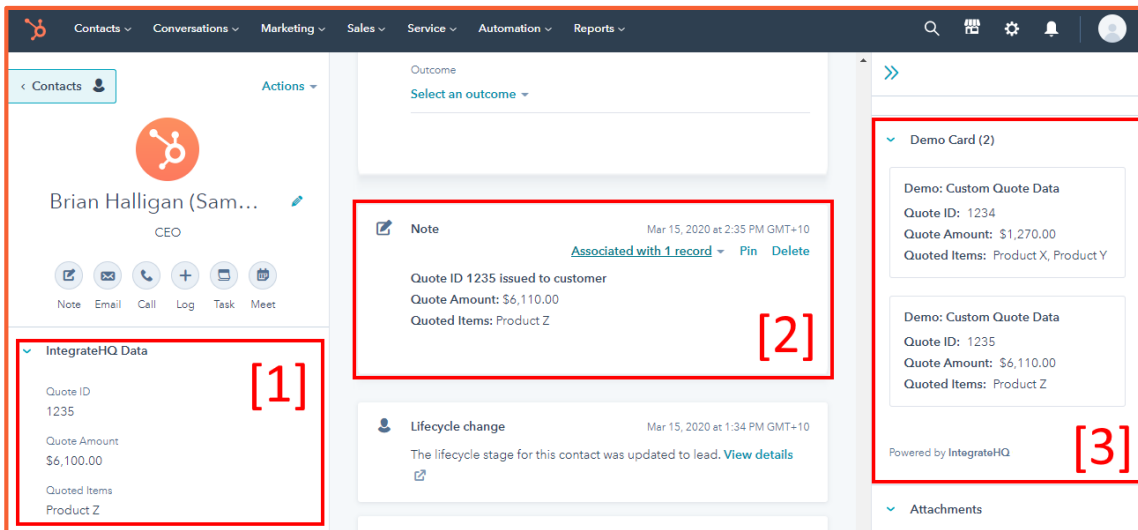 Contacts Conversations Marketing Sales Service Automation Reports
Contacts
Actions
Brian Halligan (Sam...
CEO
Note Email Call Log Task Meet
IntegrateHQ Data
[1]
Quote ID
1235
Quote Amount
$6,100.00
Quoted Items
Product Z
Outcome
Select an outcome
Note
Mar 15, 2020 at 2:35 PM GMT+10
Associated with 1 record Pin Delete
Quote ID 1235 issued to customer
Quote Amount: $6,110.00
Quoted Items: Product Z
[2]
Lifecycle change
Mar 15, 2020 at 1:34 PM GMT+10
The lifecycle stage for this contact was updated to lead. View details
Demo Card (2)
Demo: Custom Quote Data
Quote ID: 1234
Quote Amount: $1,270.00
Quoted Items: Product X, Product Y
Demo: Custom Quote Data
Quote ID: 1235
Quote Amount: $6,110.00
Quoted Items: Product Z
[3]
Powered by IntegrateHQ
Attachments